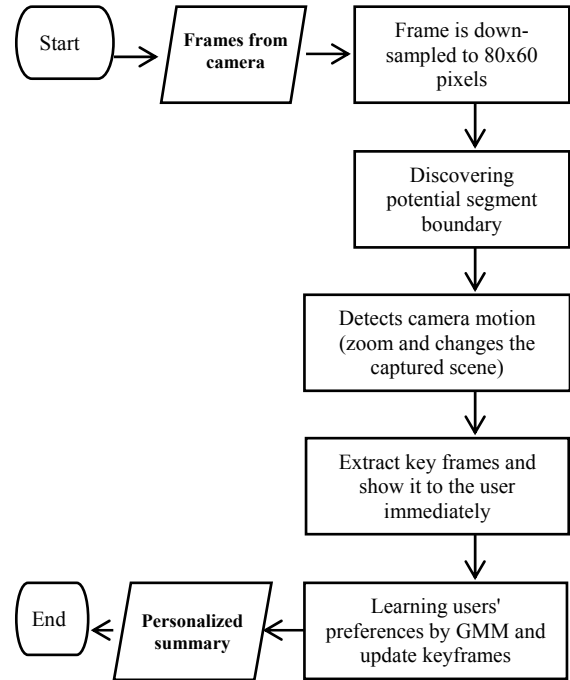 Start
Frames from
camera
Frame is down-
sampled to 80x60
pixels
Discovering
potential segment
boundary
Detects camera motion
(zoom and changes the
captured scene)
Extract key frames and
show it to the user
immediately
Learning users'
preferences by GMM and
update keyframes
Personalized
summary
End